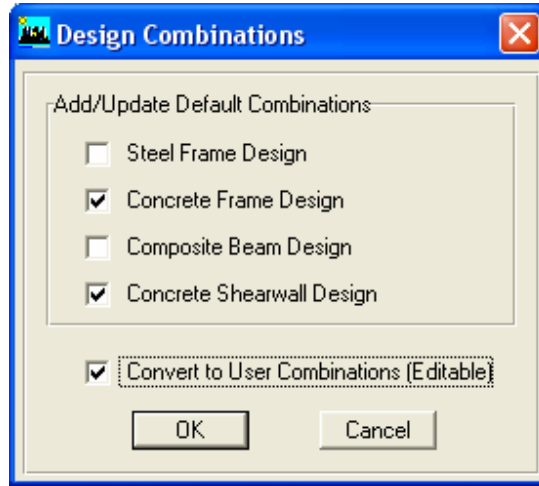 Design Combinations
Add/Update Default Combinations
Steel Frame Design
Concrete Frame Design
Composite Beam Design
Concrete Shearwall Design
Convert to User Combinations (Editable)
OK
Cancel